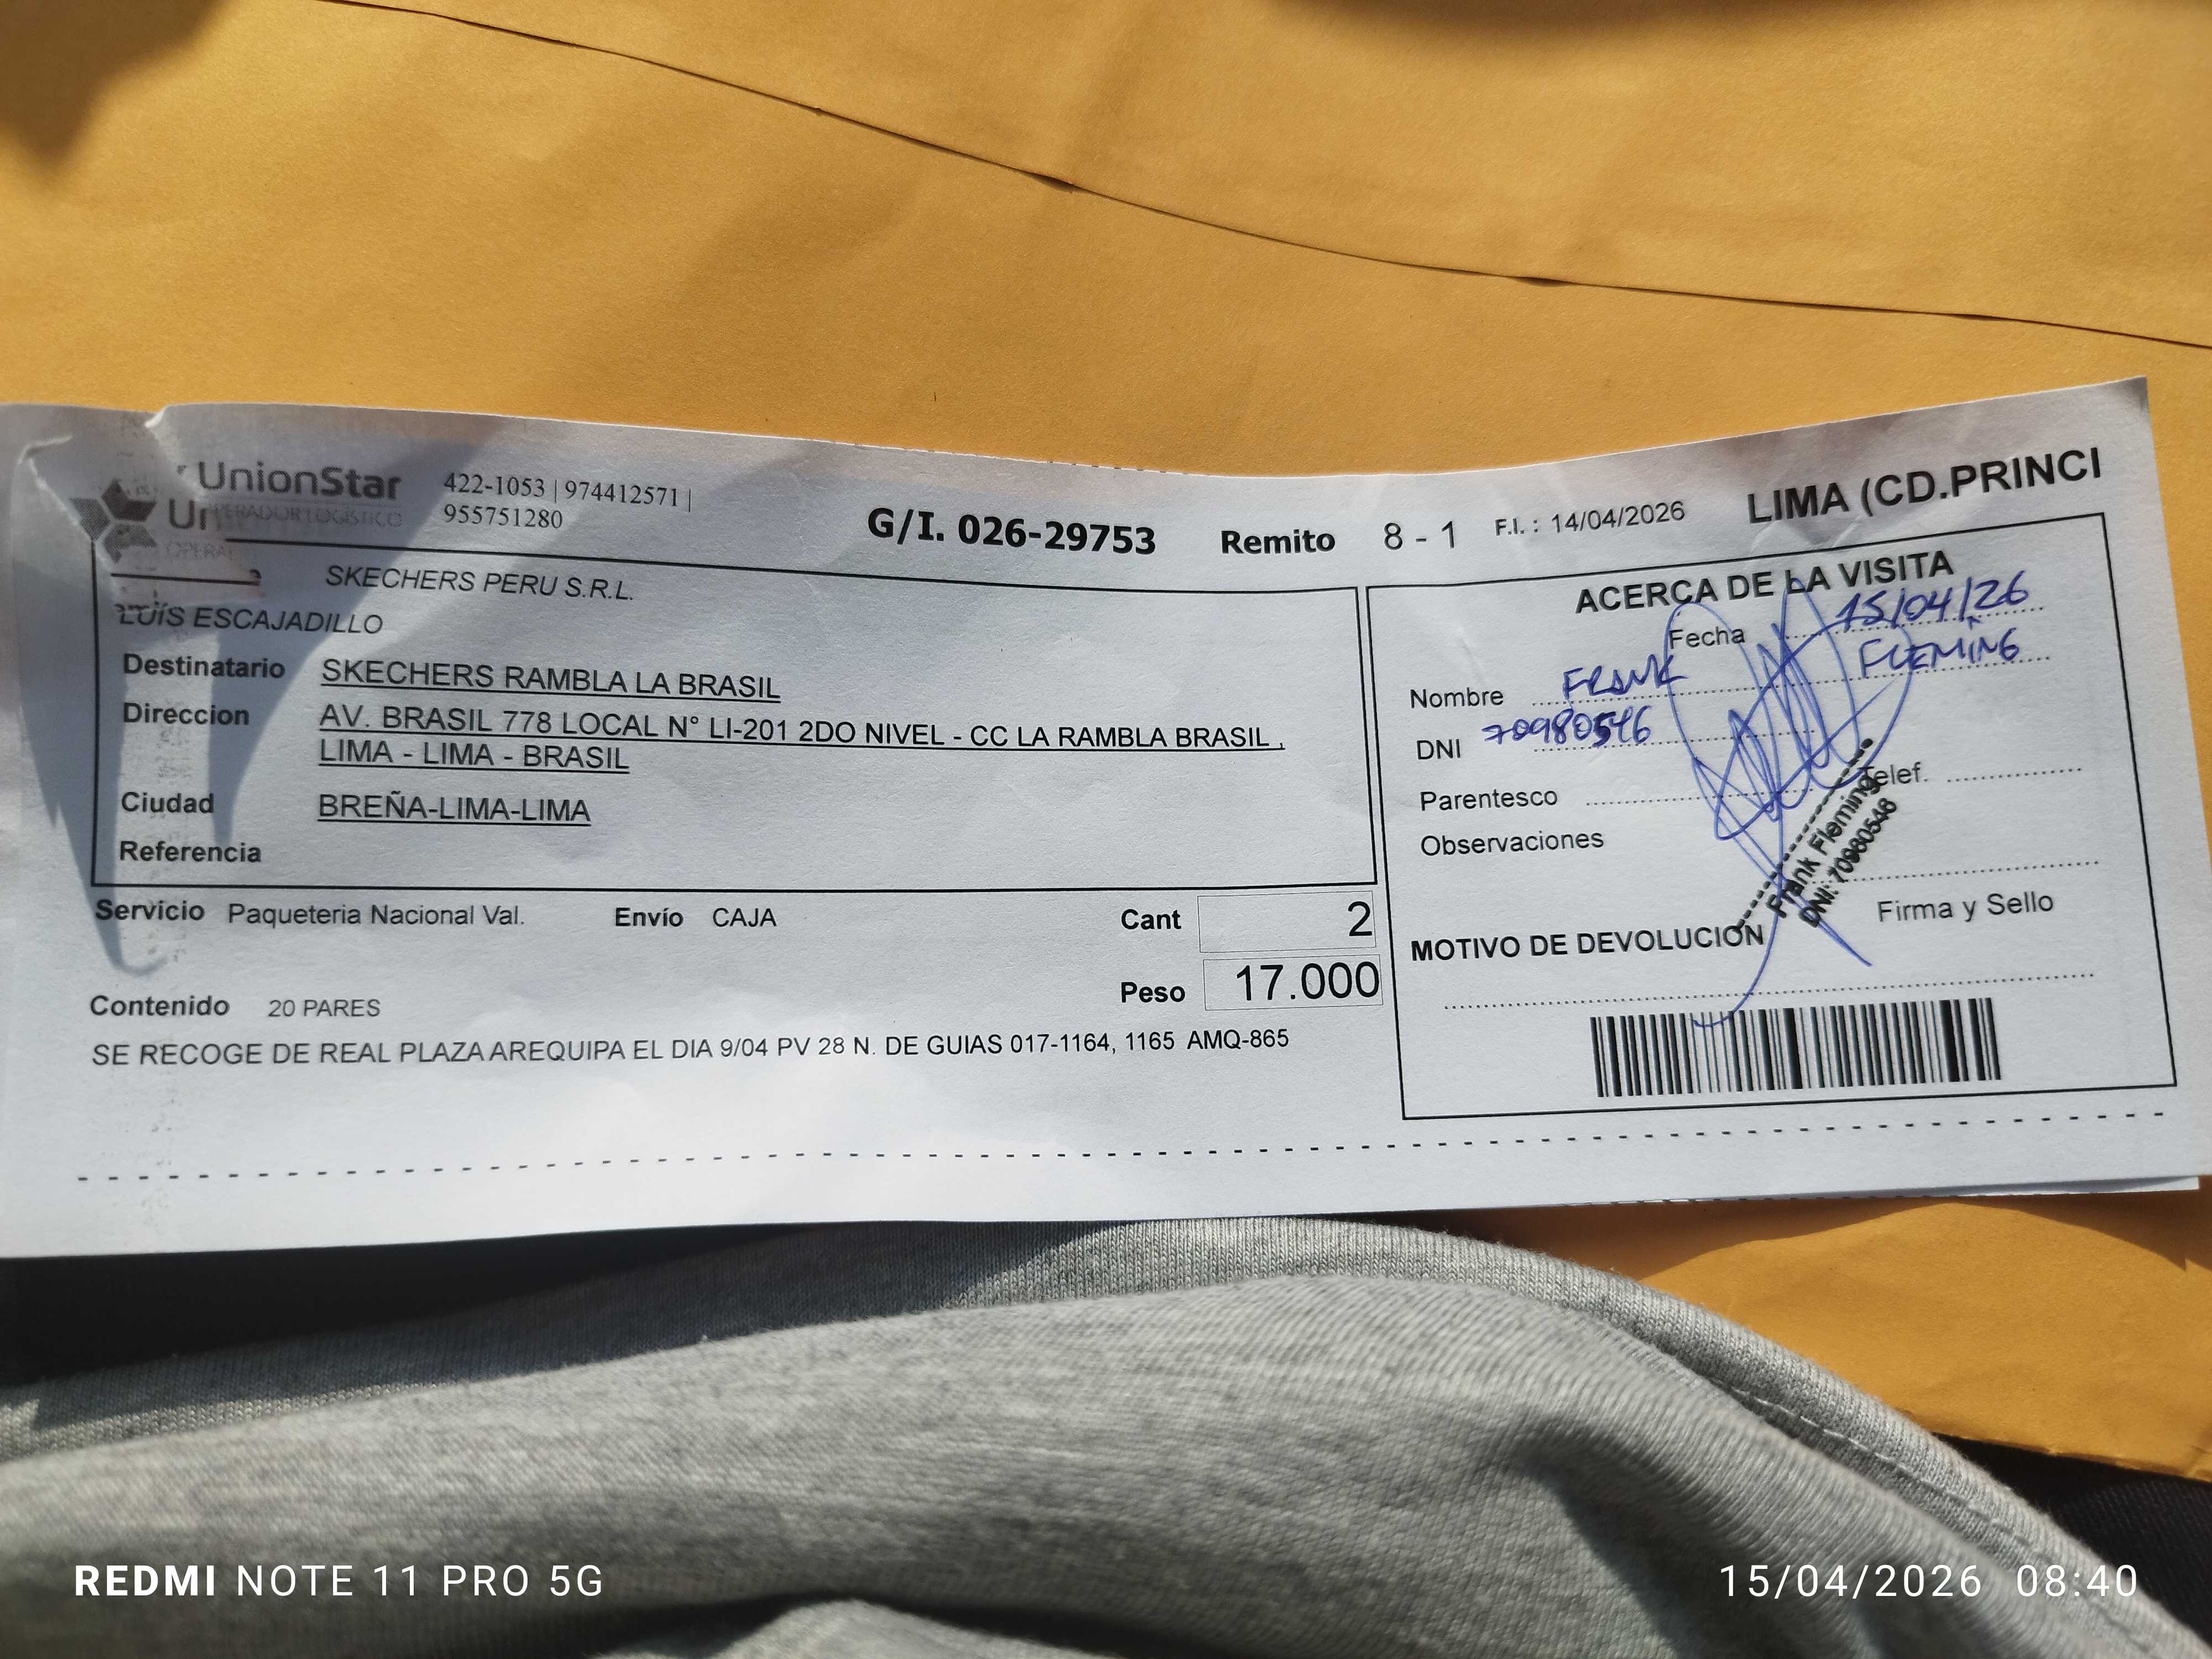 UnionStar
OPERADOR LOGÍSTICO
422-1053 | 974412571 |
955751280
G/I. 026-29753
Remito 8 - 1
F.I. : 14/04/2026
LIMA (CD.PRINCI
SKECHERS PERU S.R.L.
LUIS ESCAJADILLO
Destinatario SKECHERS RAMBLA LA BRASIL
Direccion AV. BRASIL 778 LOCAL N° LI-201 2DO NIVEL - CC LA RAMBLA BRASIL ,
LIMA - LIMA - BRASIL
Ciudad BREÑA-LIMA-LIMA
Referencia
Servicio Paqueteria Nacional Val. Envío CAJA Cant 2
Peso 17.000
Contenido 20 PARES
SE RECOGE DE REAL PLAZA AREQUIPA EL DIA 9/04 PV 28 N. DE GUIAS 017-1164, 1165 AMQ-865
ACERCA DE LA VISITA
Fecha 15/04/26
Nombre FRANK FLEMING
DNI 70980546
Parentesco Telef.
Observaciones
Frank Fleming
DNI: 70980546
Firma y Sello
MOTIVO DE DEVOLUCION
REDMI NOTE 11 PRO 5G
15/04/2026 08:40